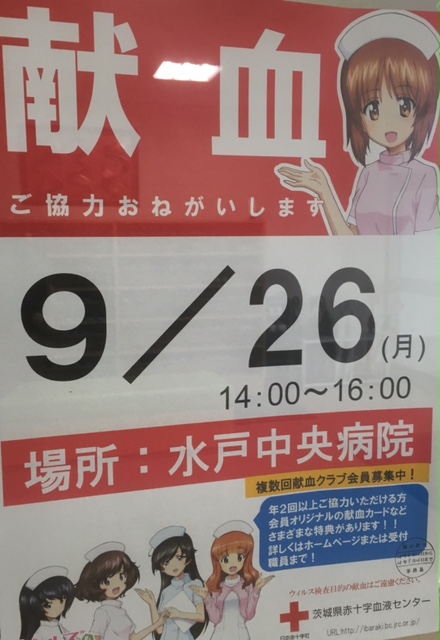 献血
ご協力おねがいします
9／26(月)
14:00～16:00
場所：水戸中央病院
複数回献血クラブ会員募集中！
年2回以上ご協力いただける方
会員オリジナルの献血カードなど
さまざまな特典があります！！
詳しくはホームページまたは受付
職員まで！
ウィルス検査目的の献血はご遠慮ください
日本赤十字社
茨城県赤十字血液センター
URL:http://ibaraki.bc.jrc.or.jp/